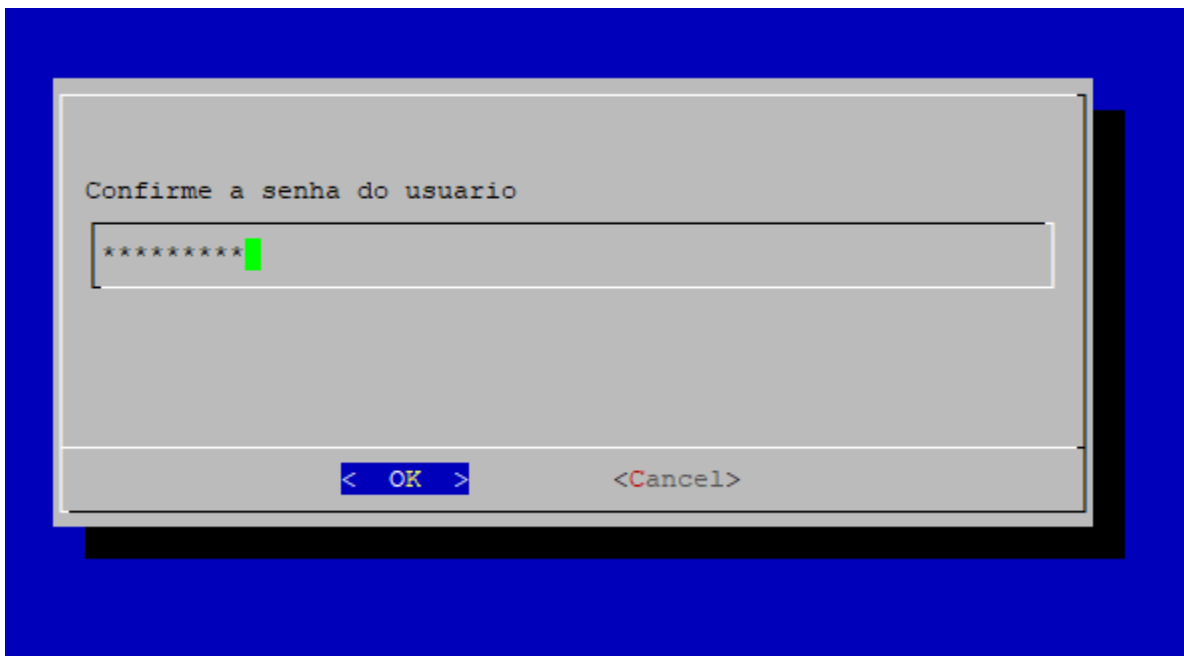 Confirme a senha do usuario
*********
<  OK  > <Cancel>